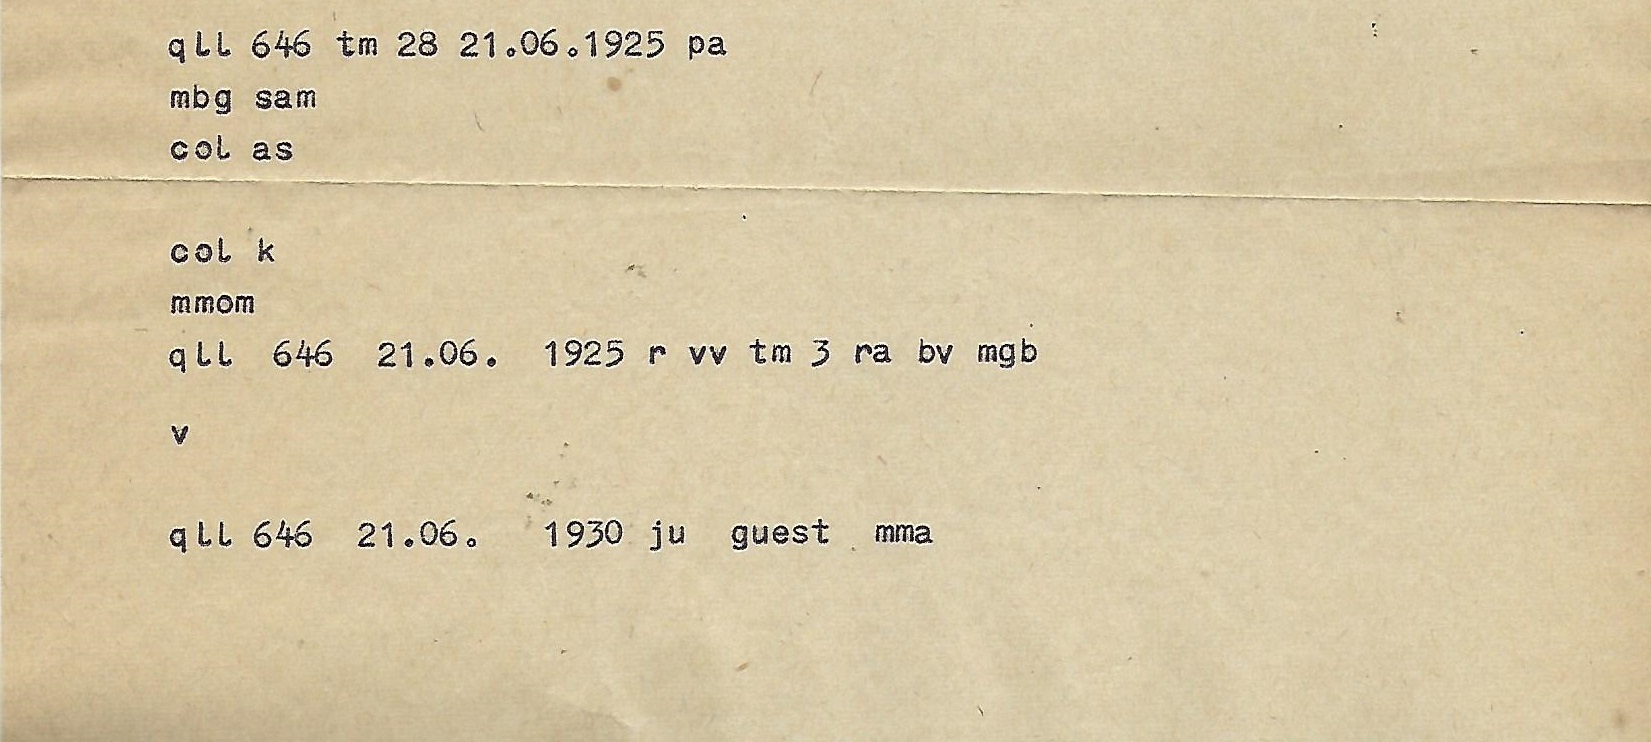 qll 646 tm 28 21.06.1925 pa
mbg sam
col as
col k
mmom
qll 646 21.06. 1925 r vv tm 3 ra bv mgb
v
qll 646 21.06. 1930 ju guest mma